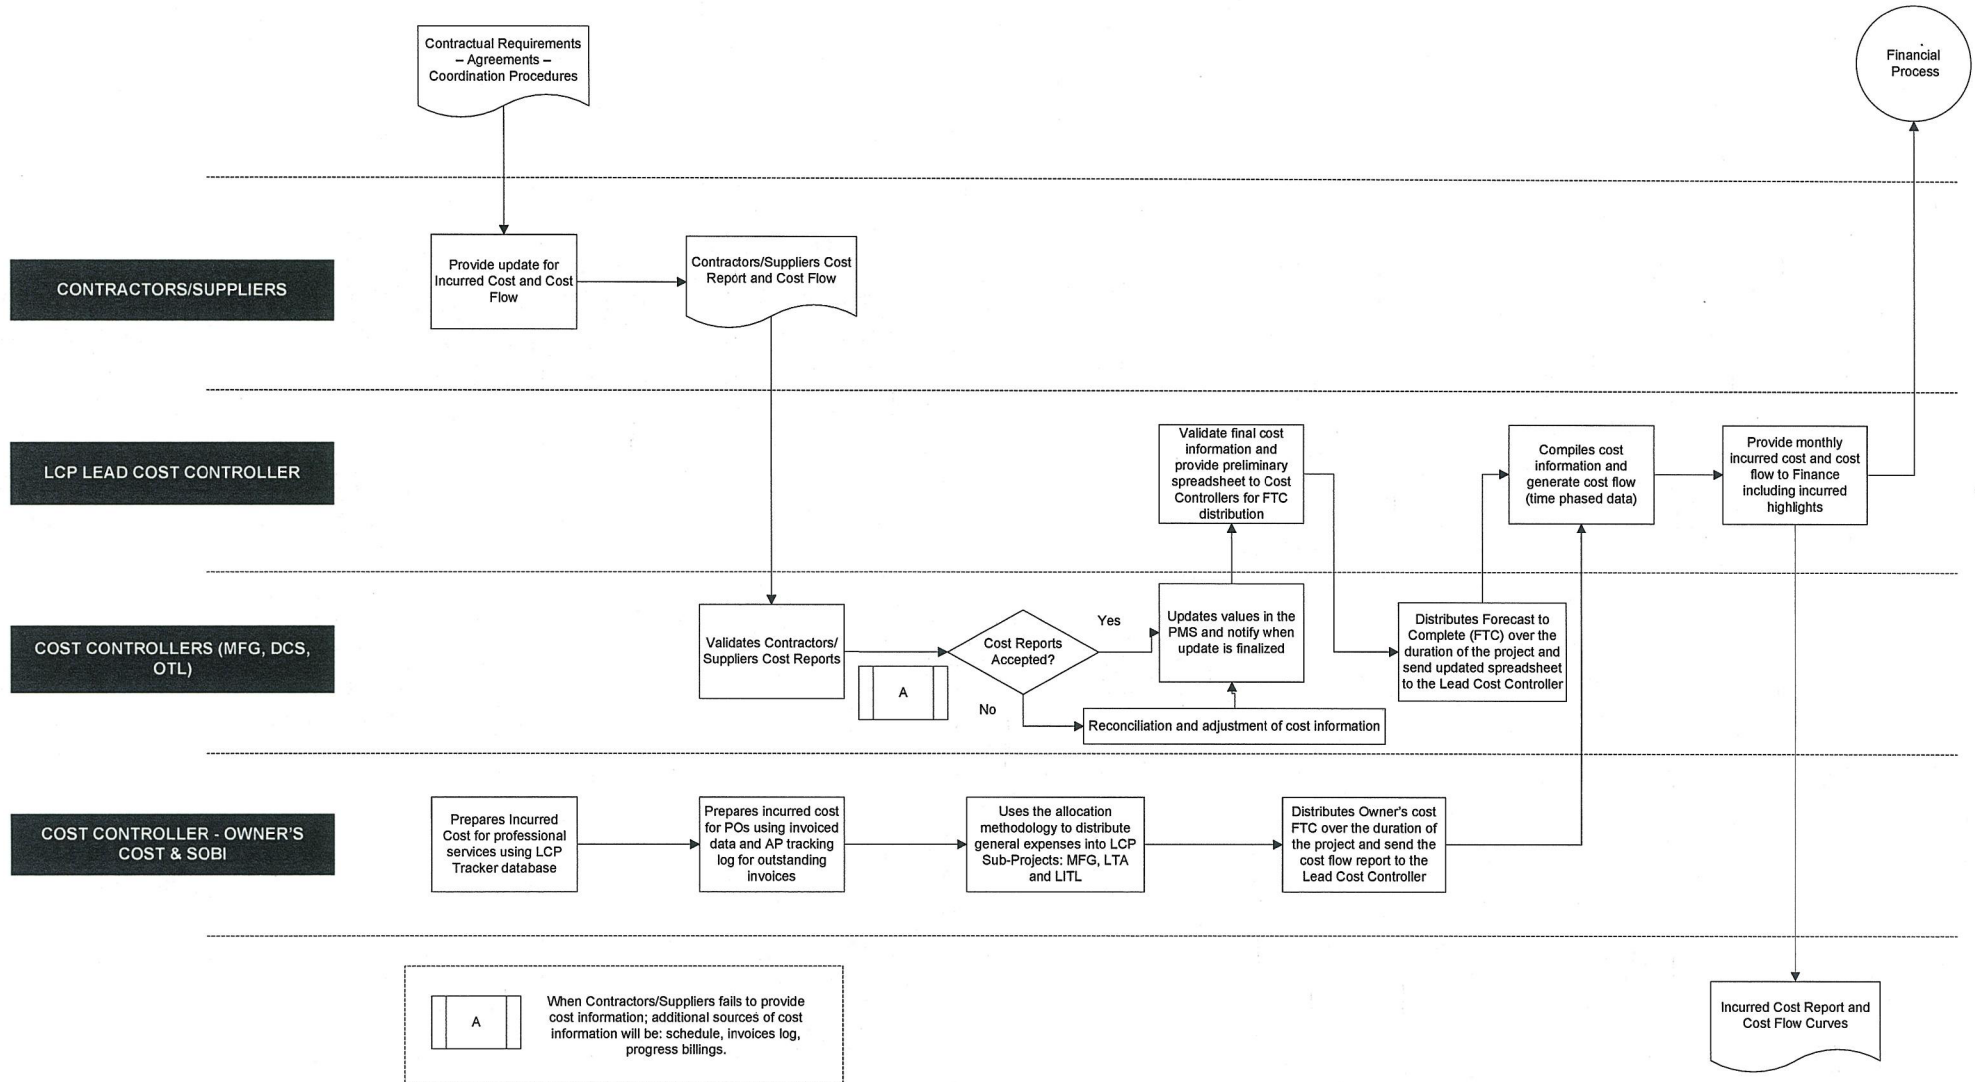 Contractual Requirements
– Agreements –
Coordination Procedures
Financial
Process
CONTRACTORS/SUPPLIERS
Provide update for
Incurred Cost and Cost
Flow
Contractors/Suppliers Cost
Report and Cost Flow
LCP LEAD COST CONTROLLER
Validate final cost
information and
provide preliminary
spreadsheet to Cost
Controllers for FTC
distribution
Compiles cost
information and
generate cost flow
(time phased data)
Provide monthly
incurred cost and cost
flow to Finance
including incurred
highlights
COST CONTROLLERS (MFG, DCS,
OTL)
Validates Contractors/
Suppliers Cost Reports
A
Cost Reports
Accepted?
Yes
No
Updates values in the
PMS and notify when
update is finalized
Reconciliation and adjustment of cost information
Distributes Forecast to
Complete (FTC) over the
duration of the project and
send updated spreadsheet
to the Lead Cost Controller
COST CONTROLLER - OWNER'S
COST & SOBI
Prepares Incurred
Cost for professional
services using LCP
Tracker database
Prepares incurred cost
for POs using invoiced
data and AP tracking
log for outstanding
invoices
Uses the allocation
methodology to distribute
general expenses into LCP
Sub-Projects: MFG, LTA
and LITL
Distributes Owner's cost
FTC over the duration of
the project and send the
cost flow report to the
Lead Cost Controller
A
When Contractors/Suppliers fails to provide
cost information; additional sources of cost
information will be: schedule, invoices log,
progress billings.
Incurred Cost Report and
Cost Flow Curves